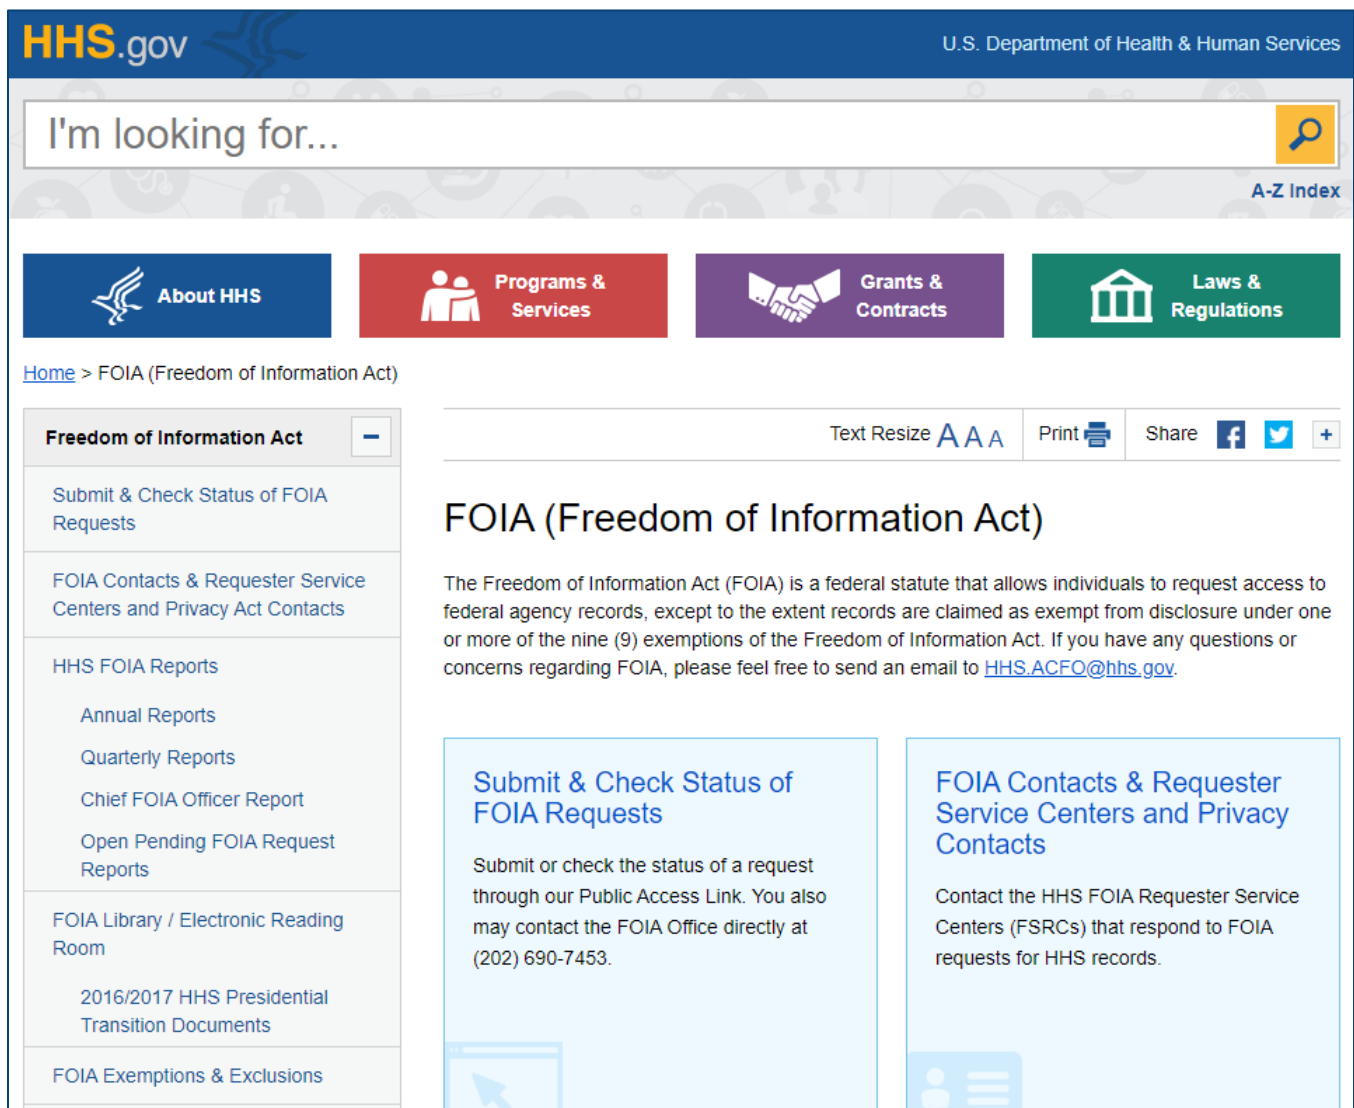 HHS.gov
U.S. Department of Health & Human Services
I'm looking for...
A-Z Index
About HHS
Programs &
Services
Grants &
Contracts
Laws &
Regulations
Home > FOIA (Freedom of Information Act)
Freedom of Information Act
Submit & Check Status of FOIA
Requests
FOIA Contacts & Requester Service
Centers and Privacy Act Contacts
HHS FOIA Reports
Annual Reports
Quarterly Reports
Chief FOIA Officer Report
Open Pending FOIA Request
Reports
FOIA Library / Electronic Reading
Room
2016/2017 HHS Presidential
Transition Documents
FOIA Exemptions & Exclusions
Text Resize A A A
Print
Share
FOIA (Freedom of Information Act)
The Freedom of Information Act (FOIA) is a federal statute that allows individuals to request access to
federal agency records, except to the extent records are claimed as exempt from disclosure under one
or more of the nine (9) exemptions of the Freedom of Information Act. If you have any questions or
concerns regarding FOIA, please feel free to send an email to HHS.ACFO@hhs.gov.
Submit & Check Status of
FOIA Requests
Submit or check the status of a request
through our Public Access Link. You also
may contact the FOIA Office directly at
(202) 690-7453.
FOIA Contacts & Requester
Service Centers and Privacy
Contacts
Contact the HHS FOIA Requester Service
Centers (FSRCs) that respond to FOIA
requests for HHS records.